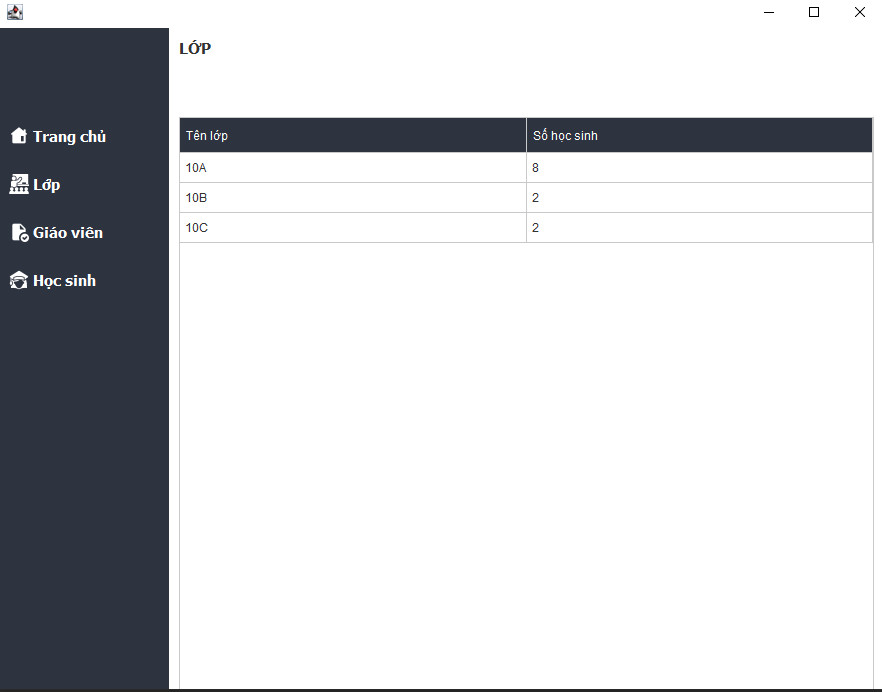 LỚP
Trang chủ
Lớp
Giáo viên
Học sinh
Tên lớp Số học sinh
10A 8
10B 2
10C 2